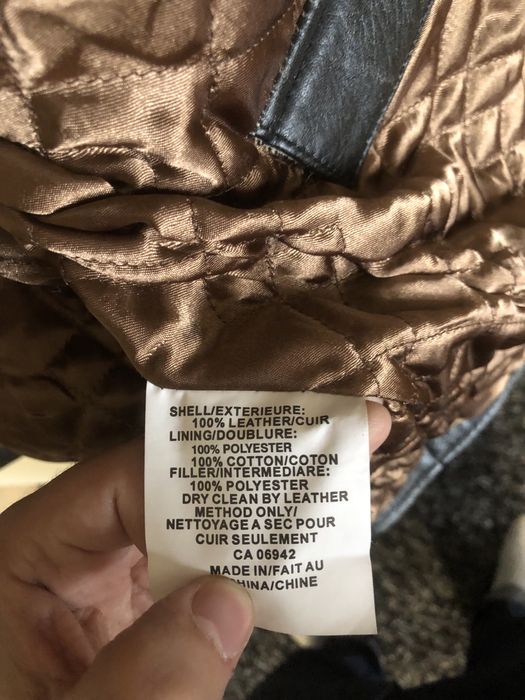 SHELL/EXTERIEURE:
100% LEATHER/CUIR
LINING/DOUBLURE:
100% POLYESTER
100% COTTON/COTON
FILLER/INTERMEDIARE:
100% POLYESTER
DRY CLEAN BY LEATHER
METHOD ONLY/
NETTOYAGE A SEC POUR
CUIR SEULEMENT
CA 06942
MADE IN/FAIT AU
HINA/CHINE